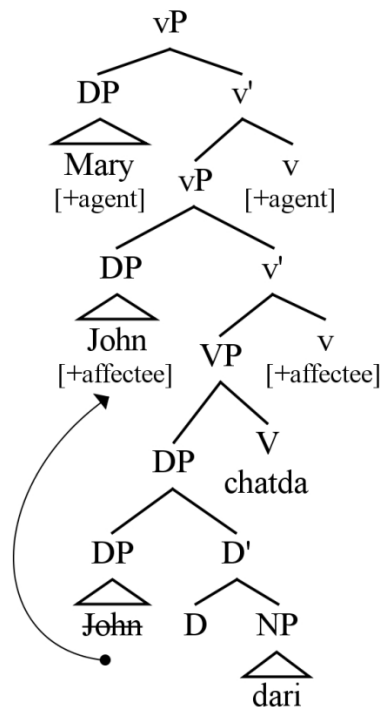 vP
DP v'
Mary
[+agent] vP v
[+agent]
DP v'
John
[+affectee] VP v
[+affectee]
DP V
chatda
DP D'
John D NP
dari